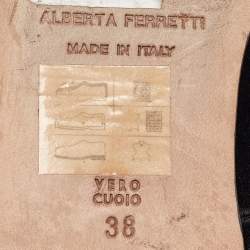 ALBERTA FERRETTI
MADE IN ITALY
VERO
CUOIO
38